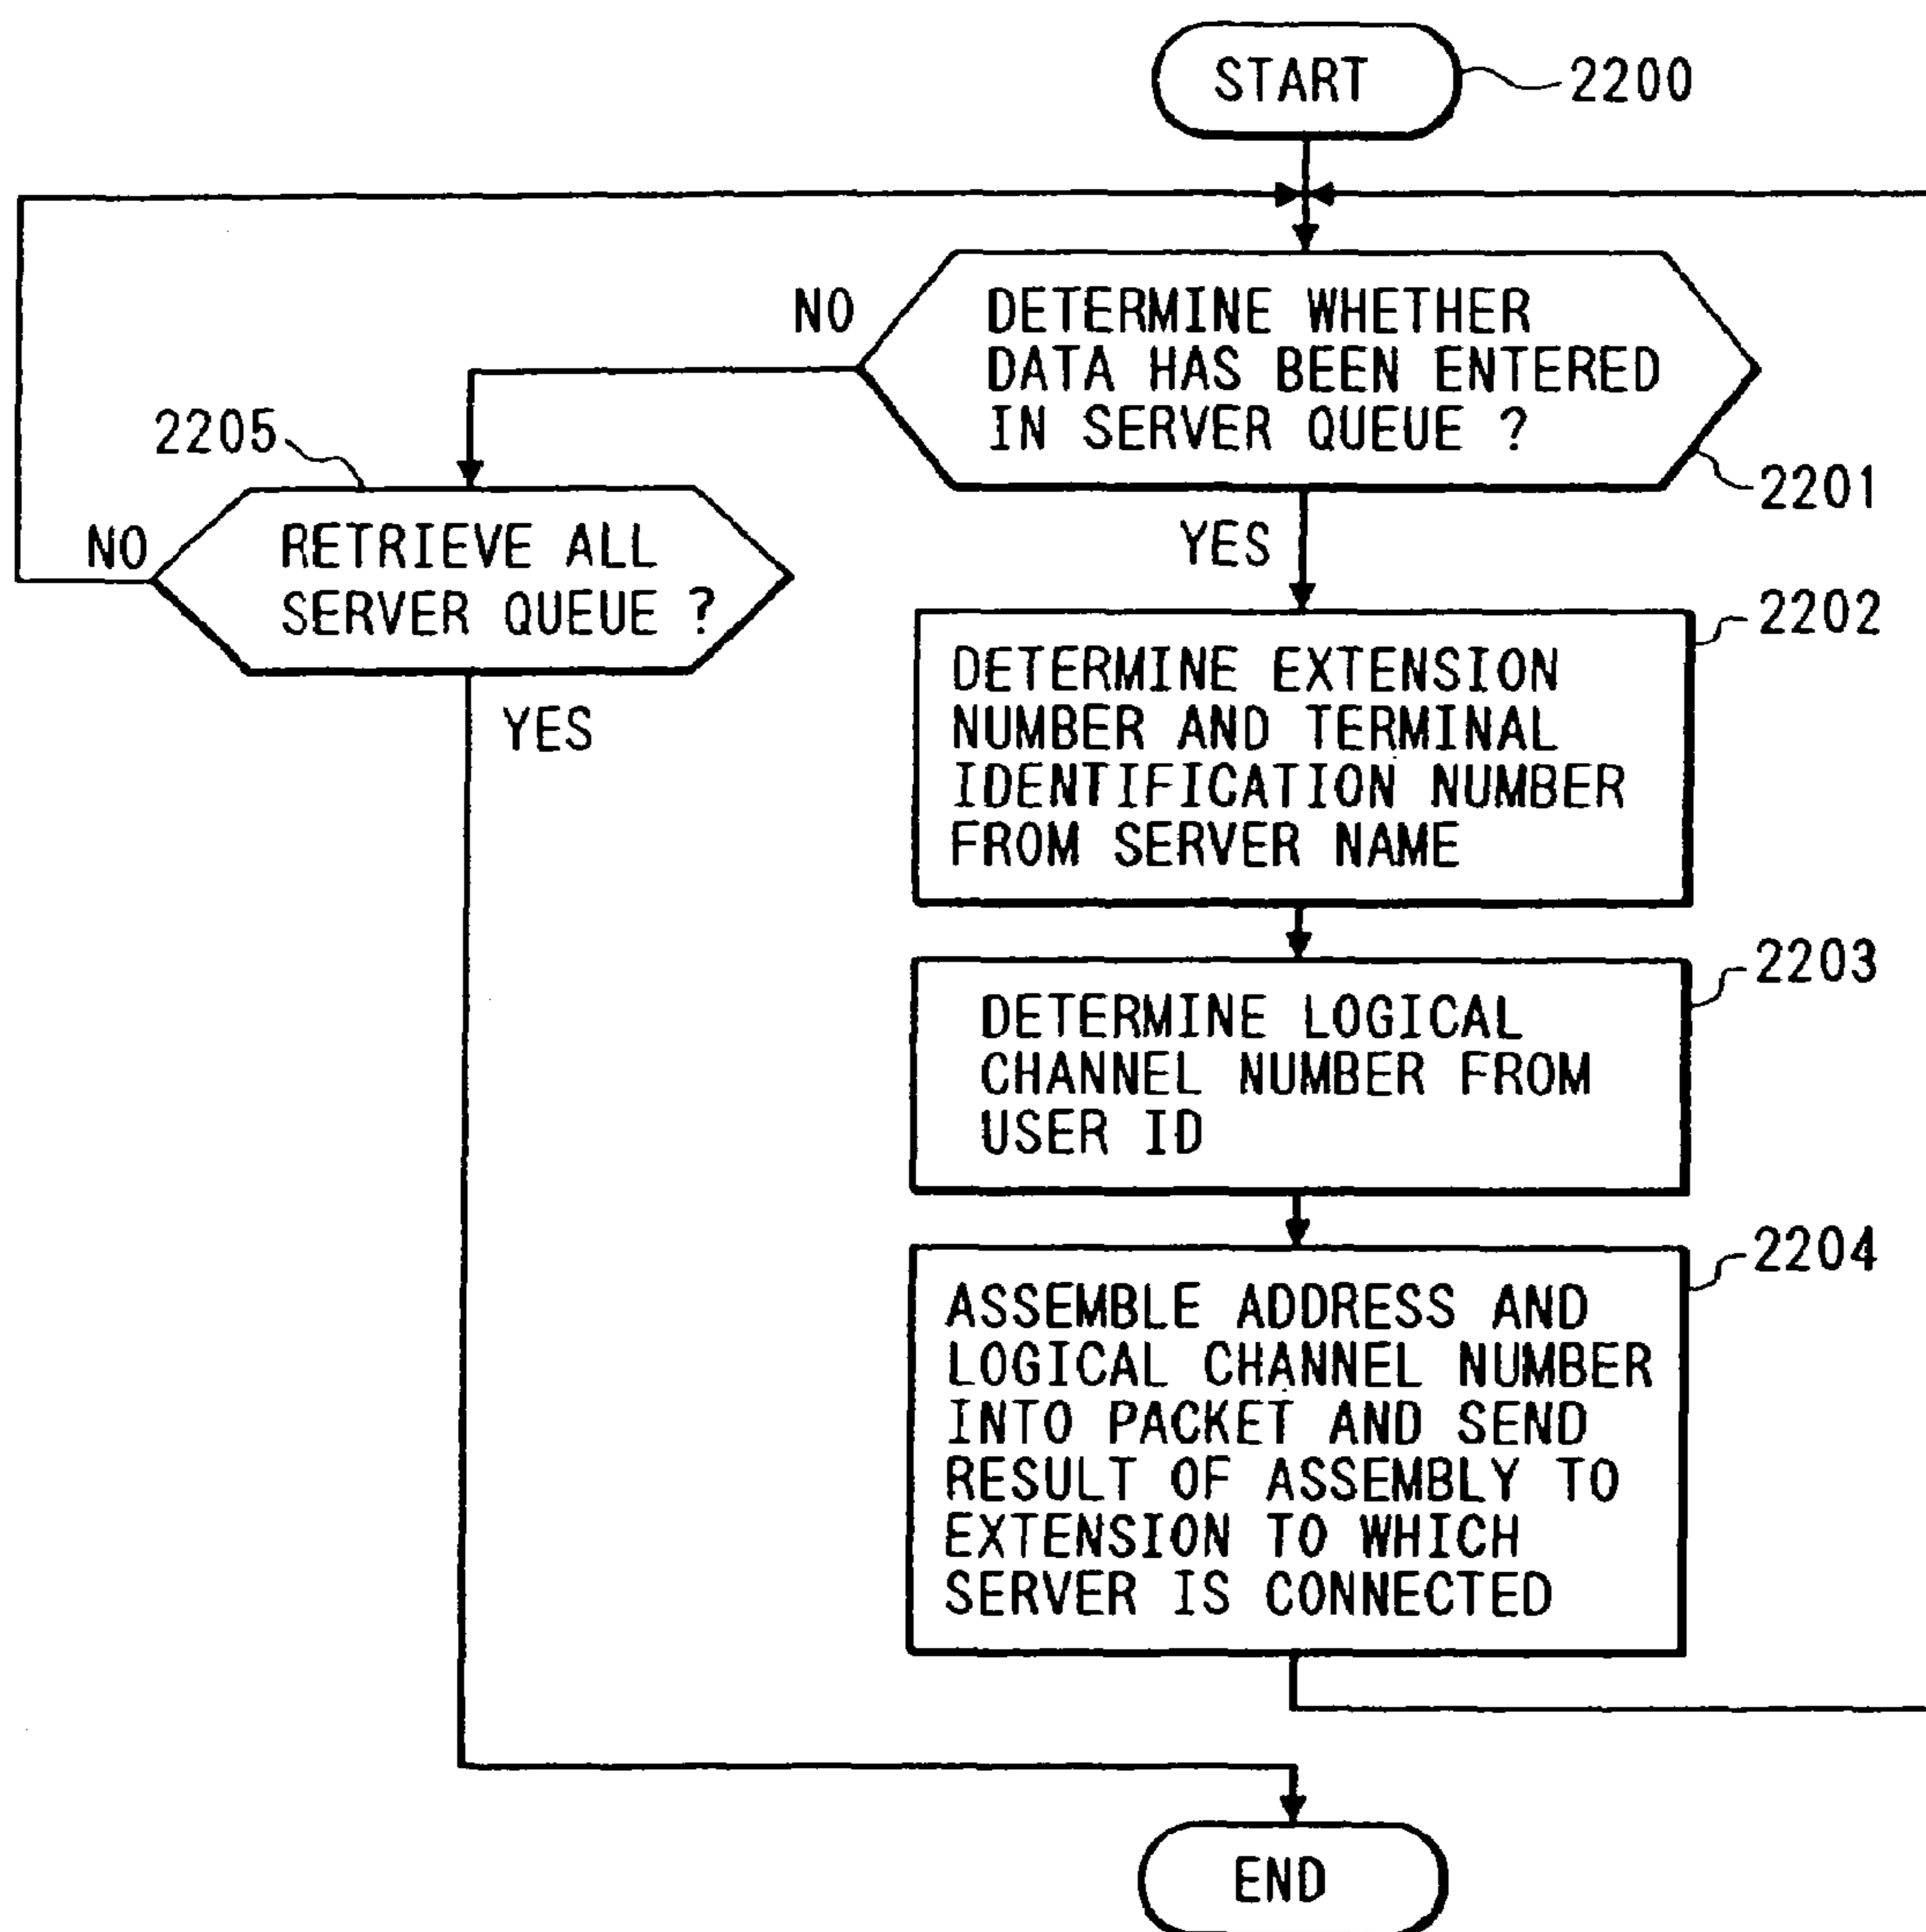 START
2200
NO
DETERMINE WHETHER
DATA HAS BEEN ENTERED
IN SERVER QUEUE ?
2201
YES
2205
NO
RETRIEVE ALL
SERVER QUEUE ?
YES
2202
DETERMINE EXTENSION
NUMBER AND TERMINAL
IDENTIFICATION NUMBER
FROM SERVER NAME
2203
DETERMINE LOGICAL
CHANNEL NUMBER FROM
USER ID
2204
ASSEMBLE ADDRESS AND
LOGICAL CHANNEL NUMBER
INTO PACKET AND SEND
RESULT OF ASSEMBLY TO
EXTENSION TO WHICH
SERVER IS CONNECTED
END